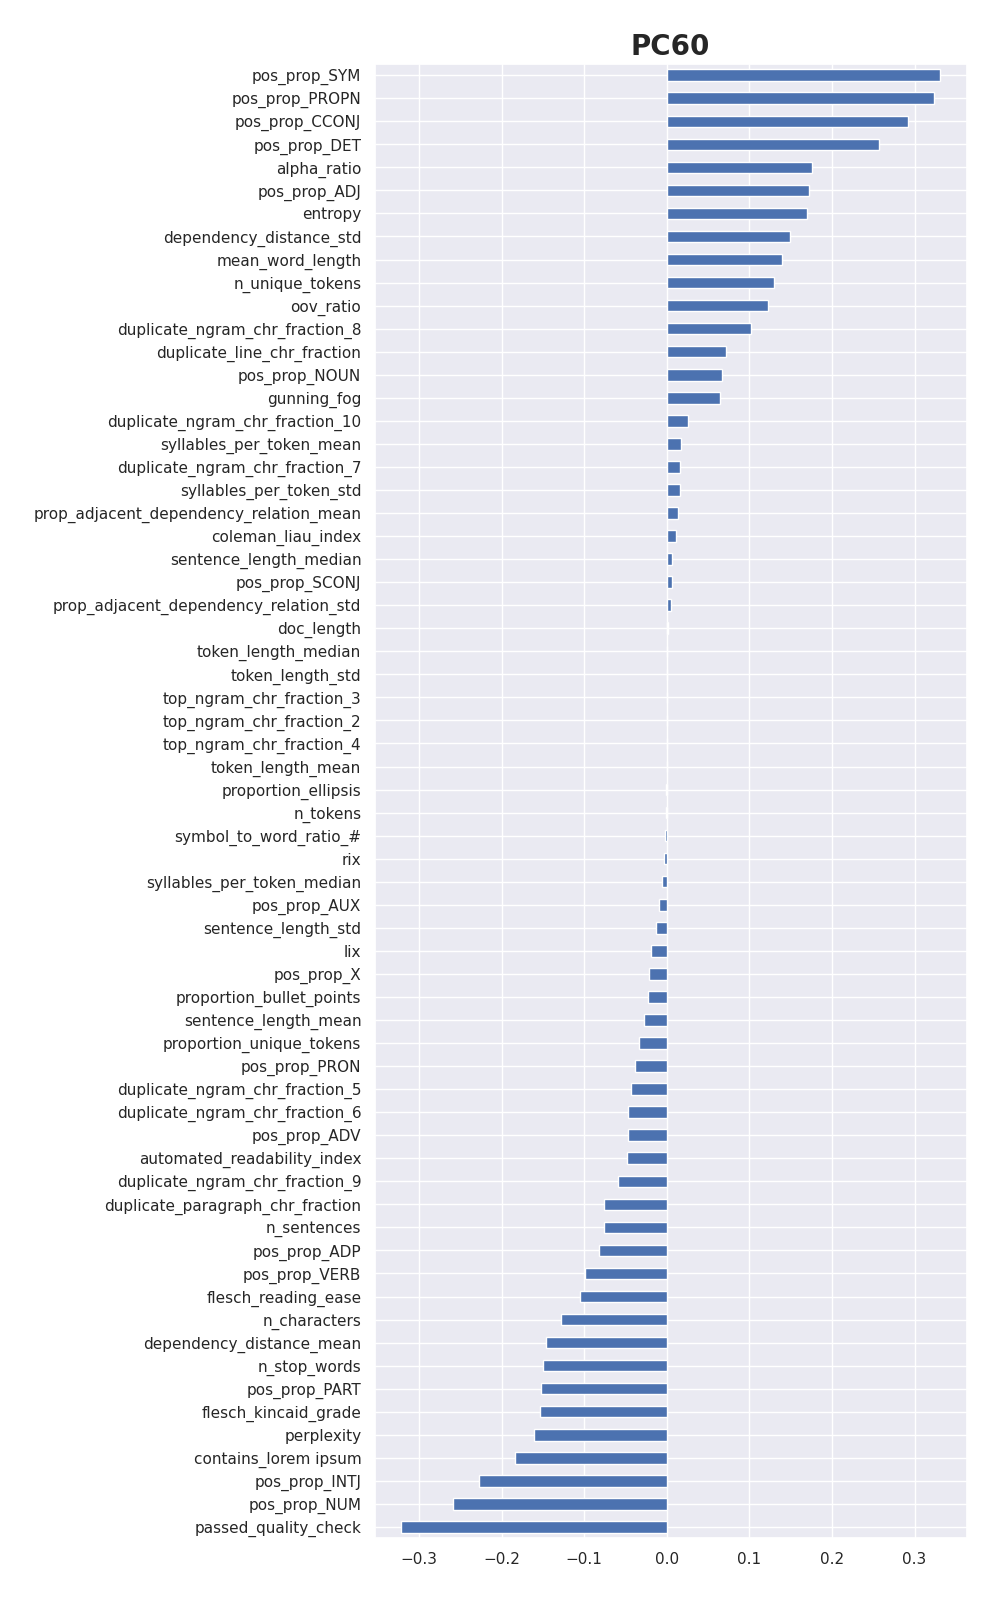 PC60
pos_prop_SYM
pos_prop_PROPN
pos_prop_CCONJ
pos_prop_DET
alpha_ratio
pos_prop_ADJ
entropy
dependency_distance_std
mean_word_length
n_unique_tokens
oov_ratio
duplicate_ngram_chr_fraction_8
duplicate_line_chr_fraction
pos_prop_NOUN
gunning_fog
duplicate_ngram_chr_fraction_10
syllables_per_token_mean
duplicate_ngram_chr_fraction_7
syllables_per_token_std
prop_adjacent_dependency_relation_mean
coleman_liau_index
sentence_length_median
pos_prop_SCONJ
prop_adjacent_dependency_relation_std
doc_length
token_length_median
token_length_std
top_ngram_chr_fraction_3
top_ngram_chr_fraction_2
top_ngram_chr_fraction_4
token_length_mean
proportion_ellipsis
n_tokens
symbol_to_word_ratio_#
rix
syllables_per_token_median
pos_prop_AUX
sentence_length_std
lix
pos_prop_X
proportion_bullet_points
sentence_length_mean
proportion_unique_tokens
pos_prop_PRON
duplicate_ngram_chr_fraction_5
duplicate_ngram_chr_fraction_6
pos_prop_ADV
automated_readability_index
duplicate_ngram_chr_fraction_9
duplicate_paragraph_chr_fraction
n_sentences
pos_prop_ADP
pos_prop_VERB
flesch_reading_ease
n_characters
dependency_distance_mean
n_stop_words
pos_prop_PART
flesch_kincaid_grade
perplexity
contains_lorem ipsum
pos_prop_INTJ
pos_prop_NUM
passed_quality_check
−0.3 −0.2 −0.1 0.0 0.1 0.2 0.3